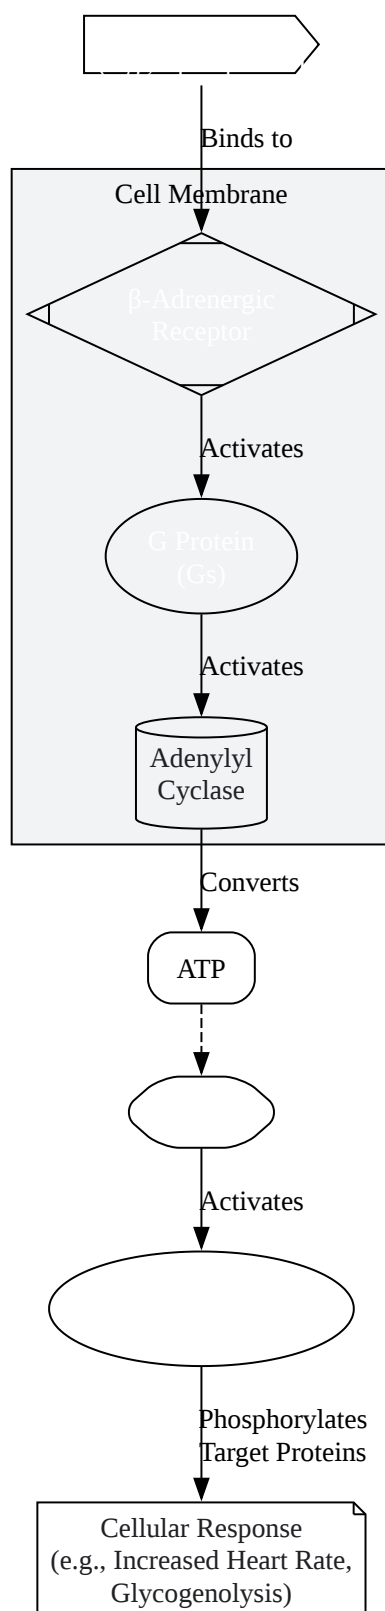 Binds to
Cell Membrane
β-Adrenergic
Receptor
Activates
G Protein
(Gs)
Activates
Adenylyl
Cyclase
Converts
ATP
Activates
Phosphorylates
Target Proteins
Cellular Response
(e.g., Increased Heart Rate,
Glycogenolysis)